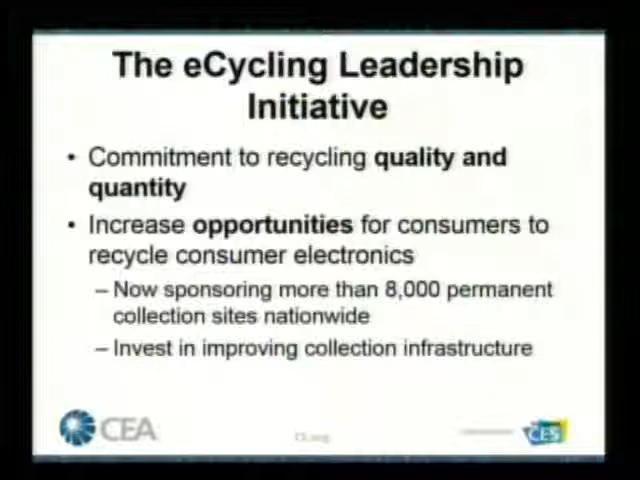 The eCycling Leadership
Initiative
• Commitment to recycling quality and
quantity
• Increase opportunities for consumers to
recycle consumer electronics
– Now sponsoring more than 8,000 permanent
collection sites nationwide
– Invest in improving collection infrastructure
CEA
CES